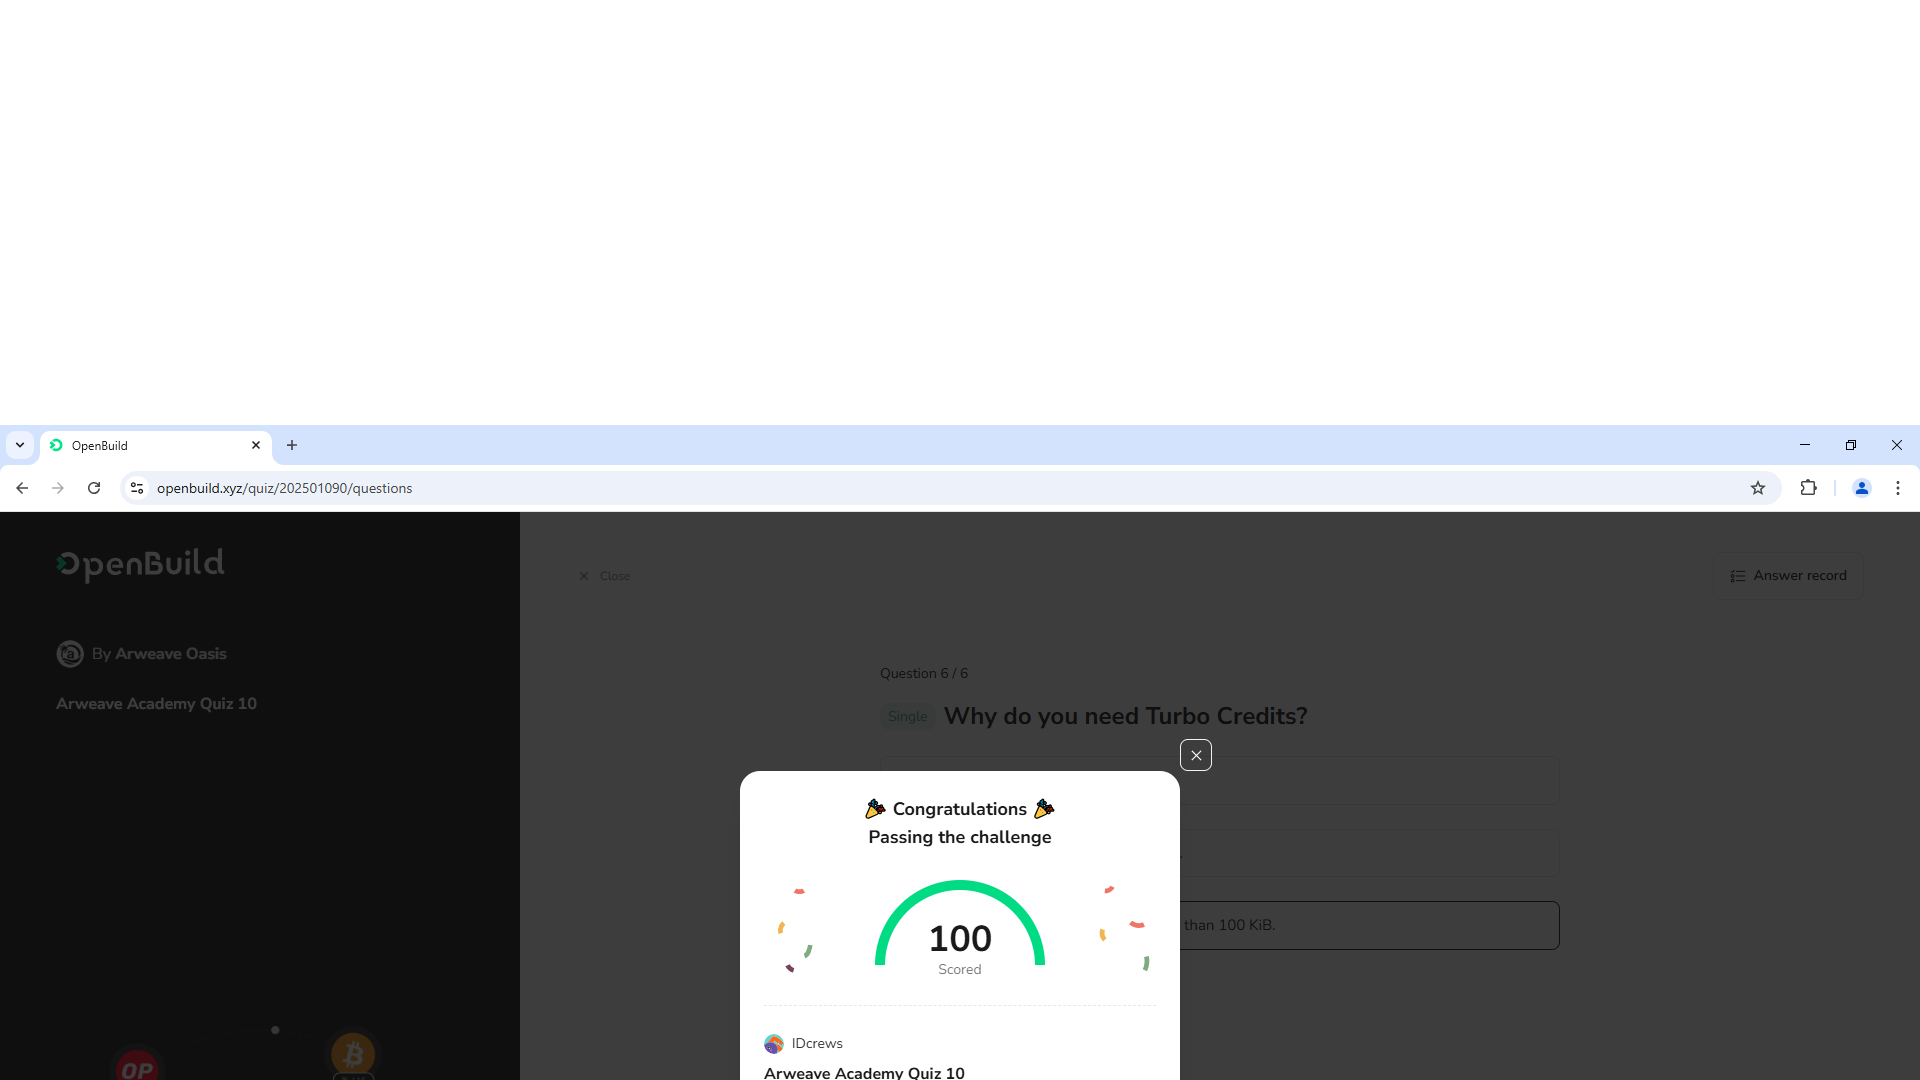 OpenBuild
openbuild.xyz/quiz/202501090/questions
OpenBuild
Close
Answer record
By Arweave Oasis
Arweave Academy Quiz 10
Question 6 / 6
Single Why do you need Turbo Credits?
than 100 KiB.
Congratulations
Passing the challenge
100
Scored
IDcrews
Arweave Academy Quiz 10
OP